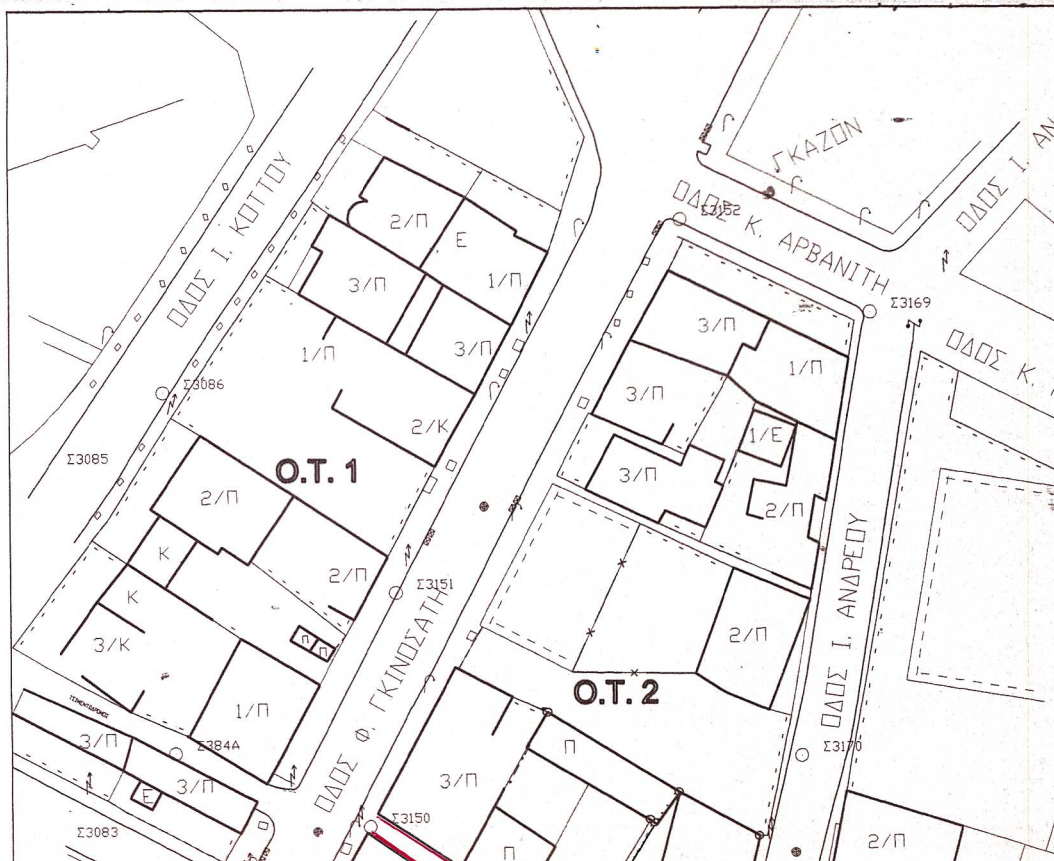 ΓΚΑΖΟΝ
ΟΔΟΣ Ι. ΑΝ
ΟΔΟΣ Ι. ΚΟΤΤΟΥ
Σ3152
ΟΔΟΣ Κ. ΑΡΒΑΝΙΤΗ
2/Π
Ε
1/Π
3/Π
Σ3169
3/Π
ΟΔΟΣ Κ.
1/Π
3/Π
1/Π
Σ3086
3/Π
2/Κ
1/Ε
Σ3085
Ο.Τ. 1
3/Π
2/Π
2/Π
Κ
2/Π
Σ3151
Κ
ΟΔΟΣ Ι. ΑΝΔΡΕΟΥ
2/Π
3/Κ
Π
Π
ΟΔΟΣ Φ. ΓΚΙΝΟΣΑΤΗ
Ο.Τ. 2
ΤΣΙΜΕΝΤΟΔΡΟΜΟΣ
1/Π
3/Π
Σ384Α
Π
Σ3170
3/Π
3/Π
Ε
Σ3083
Σ3150
Π
2/Π